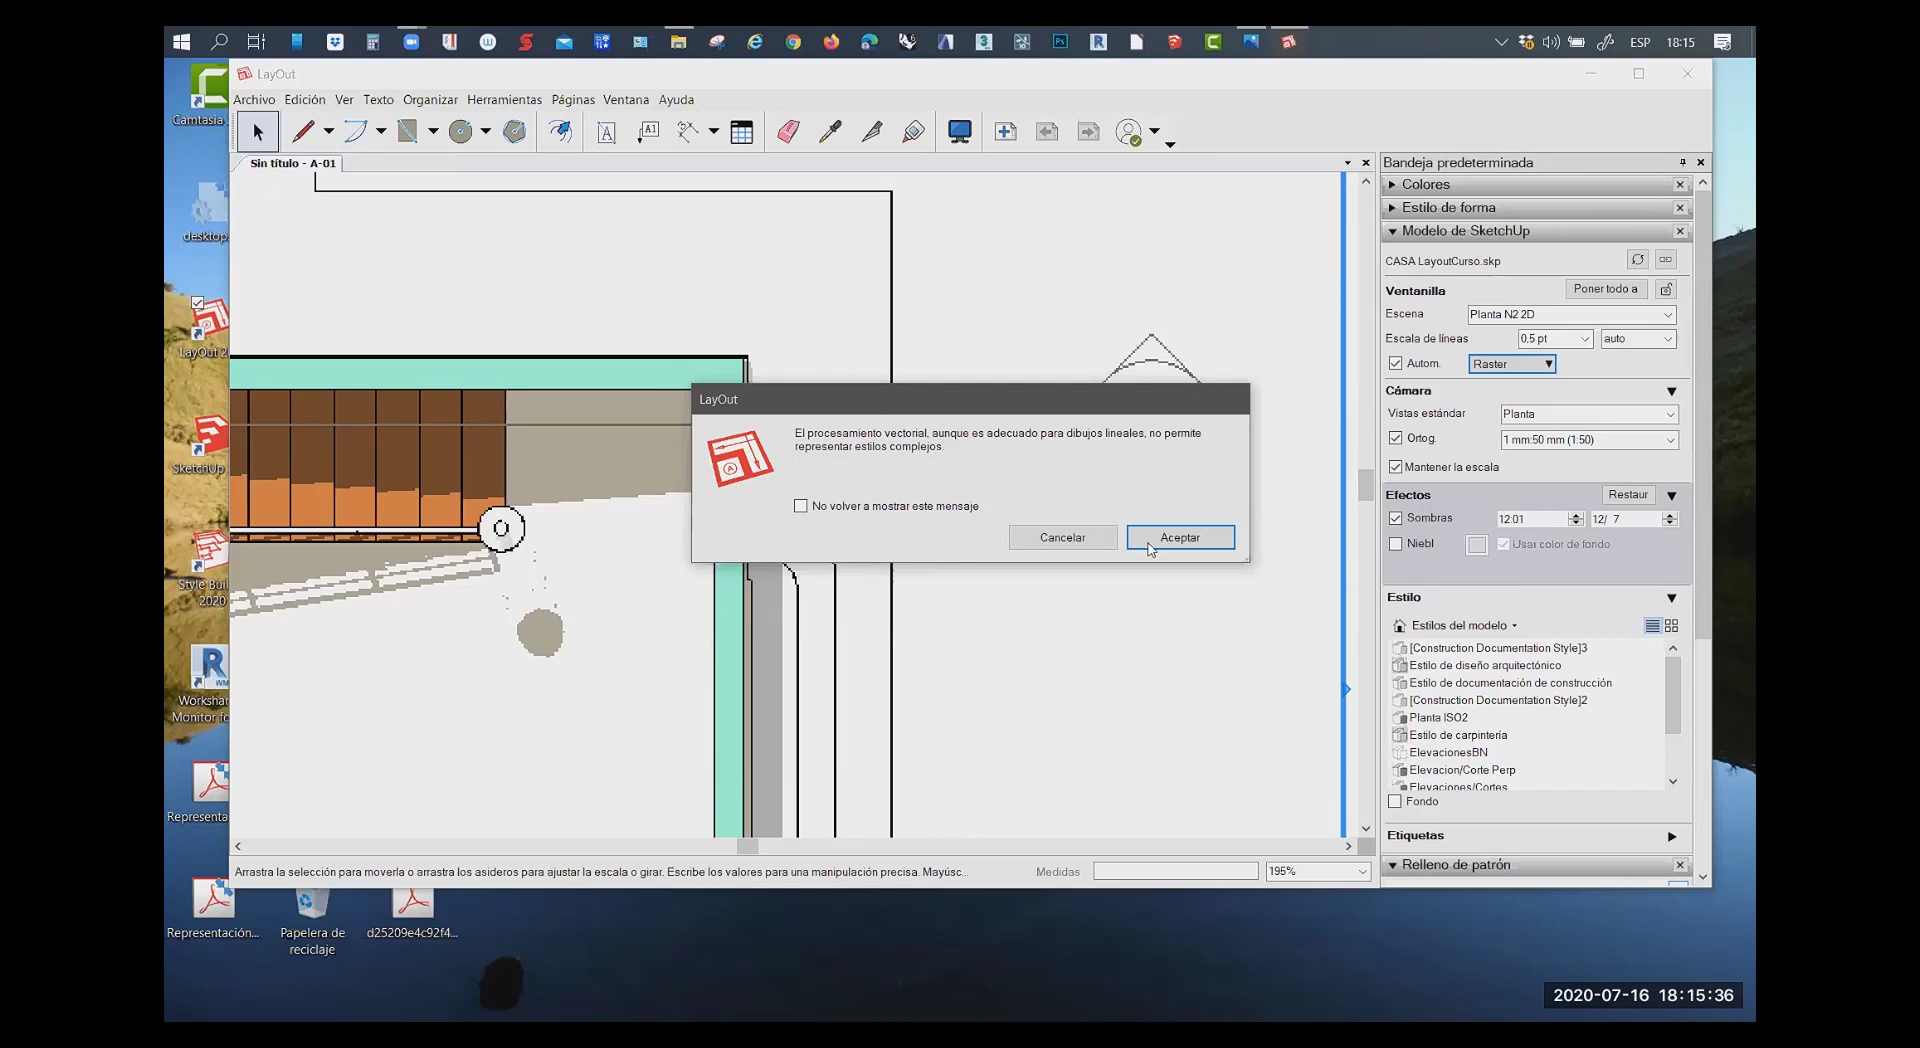 ESP
18:15
Camtasia
desktop.
LayOut 2
SketchUp
Style Buil
2020
Workshar
Monitor fo
Representa
Representación...
Papelera de
reciclaje
d25209e4c92f4...
LayOut
Archivo Edición Ver Texto Organizar Herramientas Páginas Ventana Ayuda
Sin título - A-01
LayOut
El procesamiento vectorial, aunque es adecuado para dibujos lineales, no permite
representar estilos complejos.
No volver a mostrar este mensaje
Cancelar
Aceptar
Bandeja predeterminada
Colores
Estilo de forma
Modelo de SketchUp
CASA LayoutCurso.skp
Ventanilla
Poner todo a
Escena
Planta N2 2D
Escala de líneas
0,5 pt
auto
Autom.
Raster
Cámara
Vistas estándar
Planta
Ortog.
1 mm:50 mm (1:50)
Mantener la escala
Efectos
Restaur
Sombras
12:01
12/ 7
Niebl
Usar color de fondo
Estilo
Estilos del modelo
[Construction Documentation Style]3
Estilo de diseño arquitectónico
Estilo de documentación de construcción
[Construction Documentation Style]2
Planta ISO2
Estilo de carpintería
ElevacionesBN
Elevacion/Corte Perp
Elevaciones/Cortes
Fondo
Etiquetas
Relleno de patrón
Arrastra la selección para moverla o arrastra los asideros para ajustar la escala o girar. Escribe los valores para una manipulación precisa. Mayúsc...
Medidas
195%
2020-07-16 18:15:36